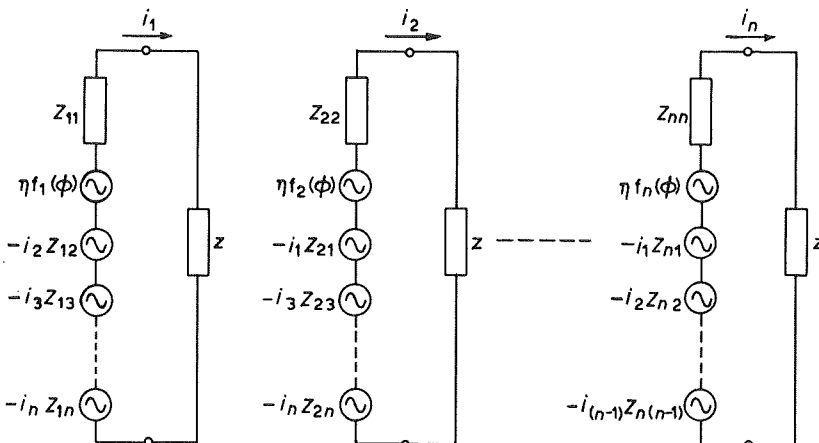 i₁ i₂ iₙ
Z₁₁ Z₂₂ Zₙₙ
ηf₁(ϕ) ηf₂(ϕ) ηfₙ(ϕ)
-i₂Z₁₂ z -i₁Z₂₁ z -i₁Zₙ₁ z
-i₃Z₁₃ -i₃Z₂₃ -i₂Zₙ₂
-iₙZ₁ₙ -iₙZ₂ₙ -i₍ₙ₋₁₎Zₙ₍ₙ₋₁₎